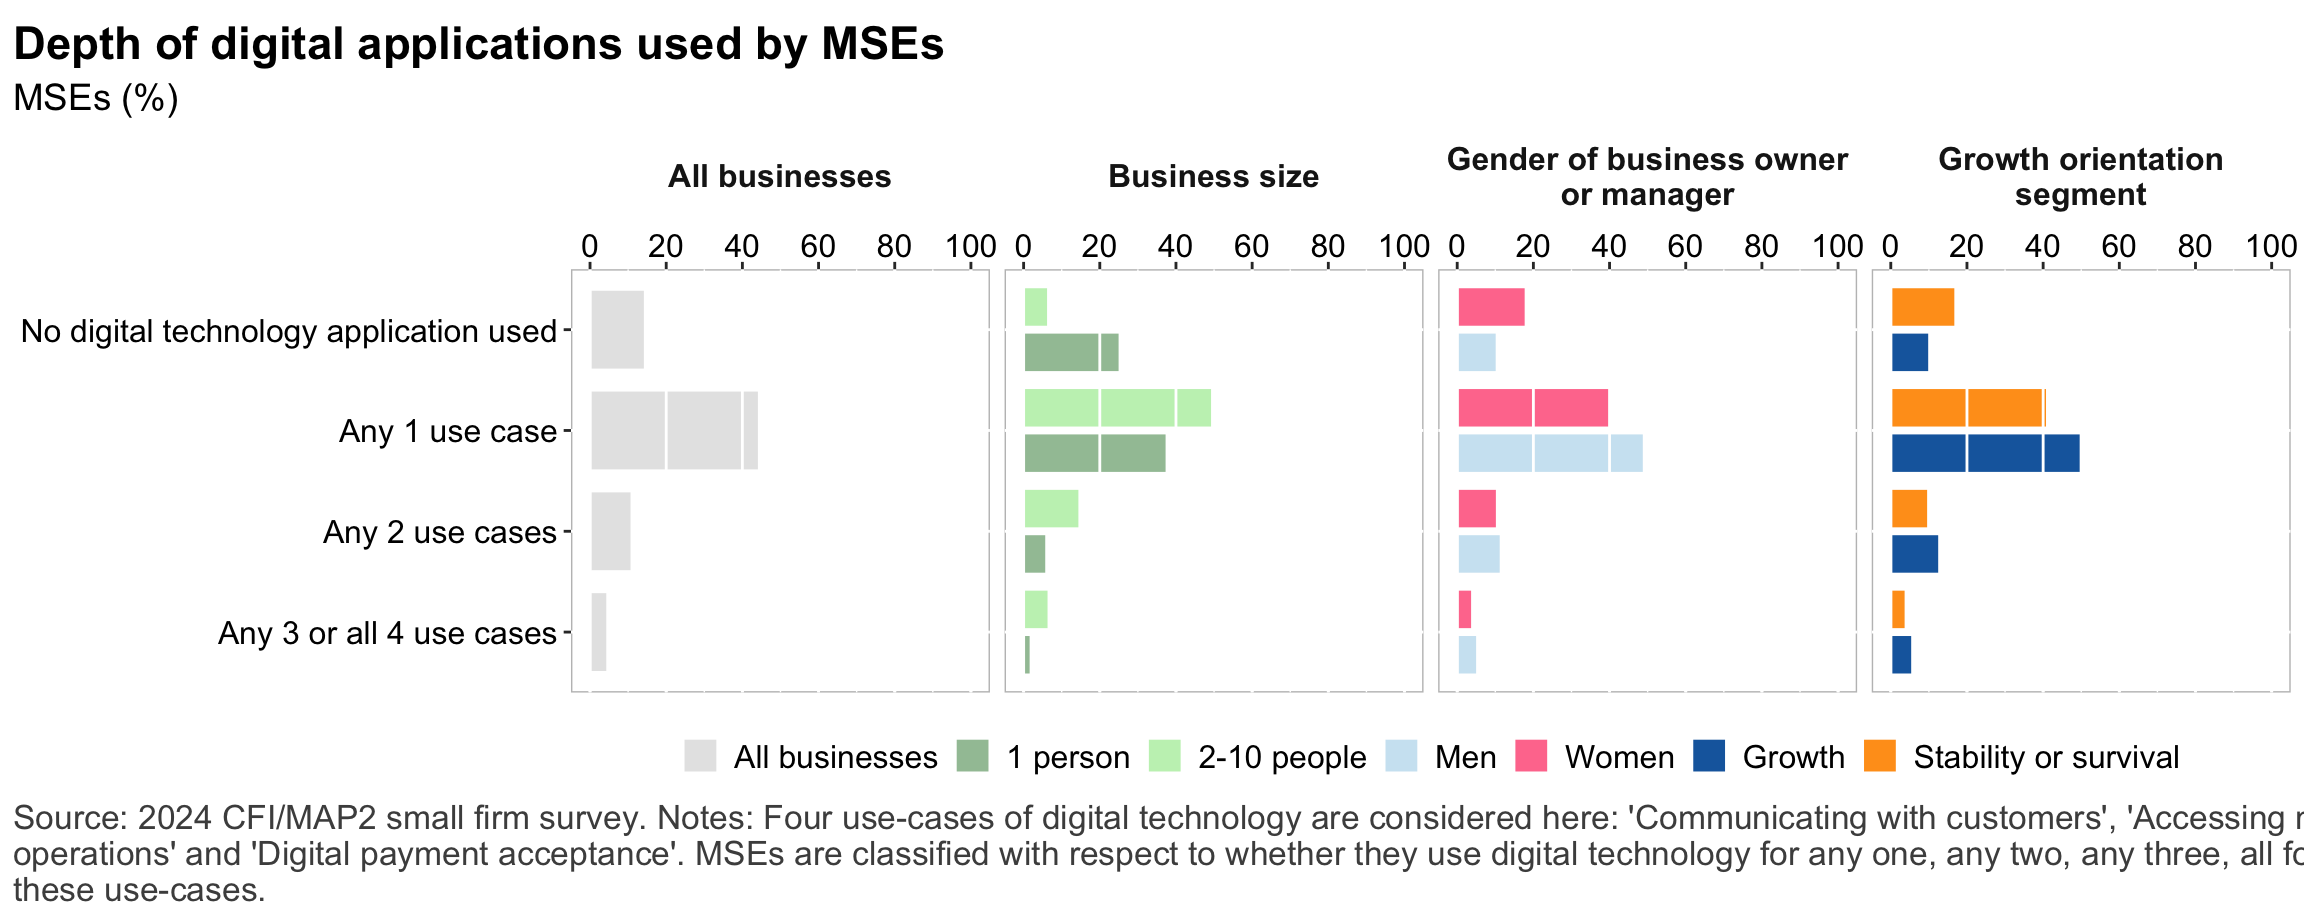 Depth of digital applications used by MSEs
MSEs (%)
All businesses
Business size
Gender of business owner
or manager
Growth orientation
segment
0 20 40 60 80 100
0 20 40 60 80 100
0 20 40 60 80 100
0 20 40 60 80 100
No digital technology application used
Any 1 use case
Any 2 use cases
Any 3 or all 4 use cases
All businesses
1 person
2-10 people
Men
Women
Growth
Stability or survival
Source: 2024 CFI/MAP2 small firm survey. Notes: Four use-cases of digital technology are considered here: 'Communicating with customers', 'Accessing
operations' and 'Digital payment acceptance'. MSEs are classified with respect to whether they use digital technology for any one, any two, any three, all
these use-cases.